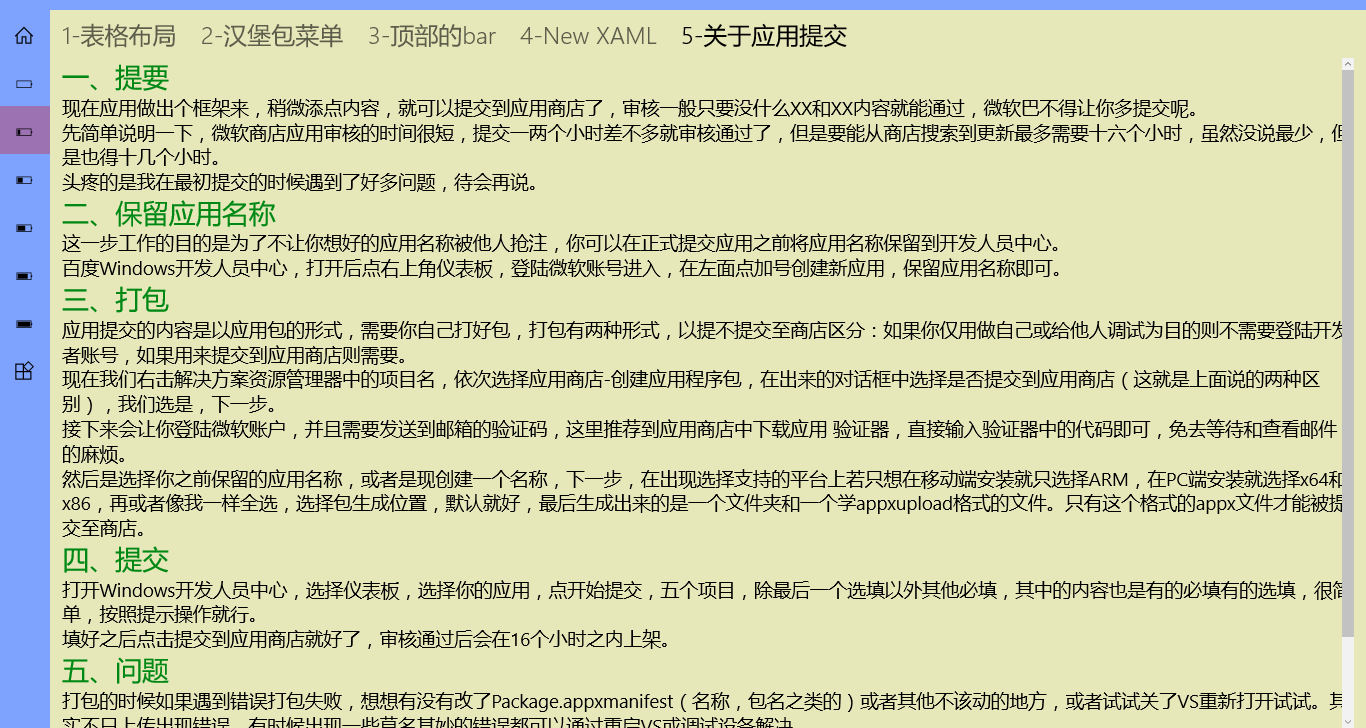 1-表格布局 2-汉堡包菜单 3-顶部的bar 4-New XAML 5-关于应用提交
一、提要
现在应用做出个框架来，稍微添点内容，就可以提交到应用商店了，审核一般只要没什么XX和XX内容就能通过，微软巴不得让你多提交呢。
先简单说明一下，微软商店应用审核的时间很短，提交一两个小时差不多就审核通过了，但是要能从商店搜索到更新最多需要十六个小时，虽然没说最少，但
是也得十几个小时。
头疼的是我在最初提交的时候遇到了好多问题，待会再说。
二、保留应用名称
这一步工作的目的是为了不让你想好的应用名称被他人抢注，你可以在正式提交应用之前将应用名称保留到开发人员中心。
百度Windows开发人员中心，打开后点右上角仪表板，登陆微软账号进入，在左面点加号创建新应用，保留应用名称即可。
三、打包
应用提交的内容是以应用包的形式，需要你自己打好包，打包有两种形式，以提不提交至商店区分：如果你仅用做自己或给他人调试为目的则不需要登陆开发
者账号，如果用来提交到应用商店则需要。
现在我们右击解决方案资源管理器中的项目名，依次选择应用商店-创建应用程序包，在出来的对话框中选择是否提交到应用商店（这就是上面说的两种区
别），我们选是，下一步。
接下来会让你登陆微软账户，并且需要发送到邮箱的验证码，这里推荐到应用商店中下载应用 验证器，直接输入验证器中的代码即可，免去等待和查看邮件
的麻烦。
然后是选择你之前保留的应用名称，或者是现创建一个名称，下一步，在出现选择支持的平台上若只想在移动端安装就只选择ARM，在PC端安装就选择x64和
x86，再或者像我一样全选，选择包生成位置，默认就好，最后生成出来的是一个文件夹和一个学appxupload格式的文件。只有这个格式的appx文件才能被提
交至商店。
四、提交
打开Windows开发人员中心，选择仪表板，选择你的应用，点开始提交，五个项目，除最后一个选填以外其他必填，其中的内容也是有的必填有的选填，很简
单，按照提示操作就行。
填好之后点击提交到应用商店就好了，审核通过后会在16个小时之内上架。
五、问题
打包的时候如果遇到错误打包失败，想想有没有改了Package.appxmanifest（名称，包名之类的）或者其他不该动的地方，或者试试关了VS重新打开试试。其
实不只上传出现错误，有时候出现一些莫名其妙的错误都可以通过重启VS或调试设备解决。